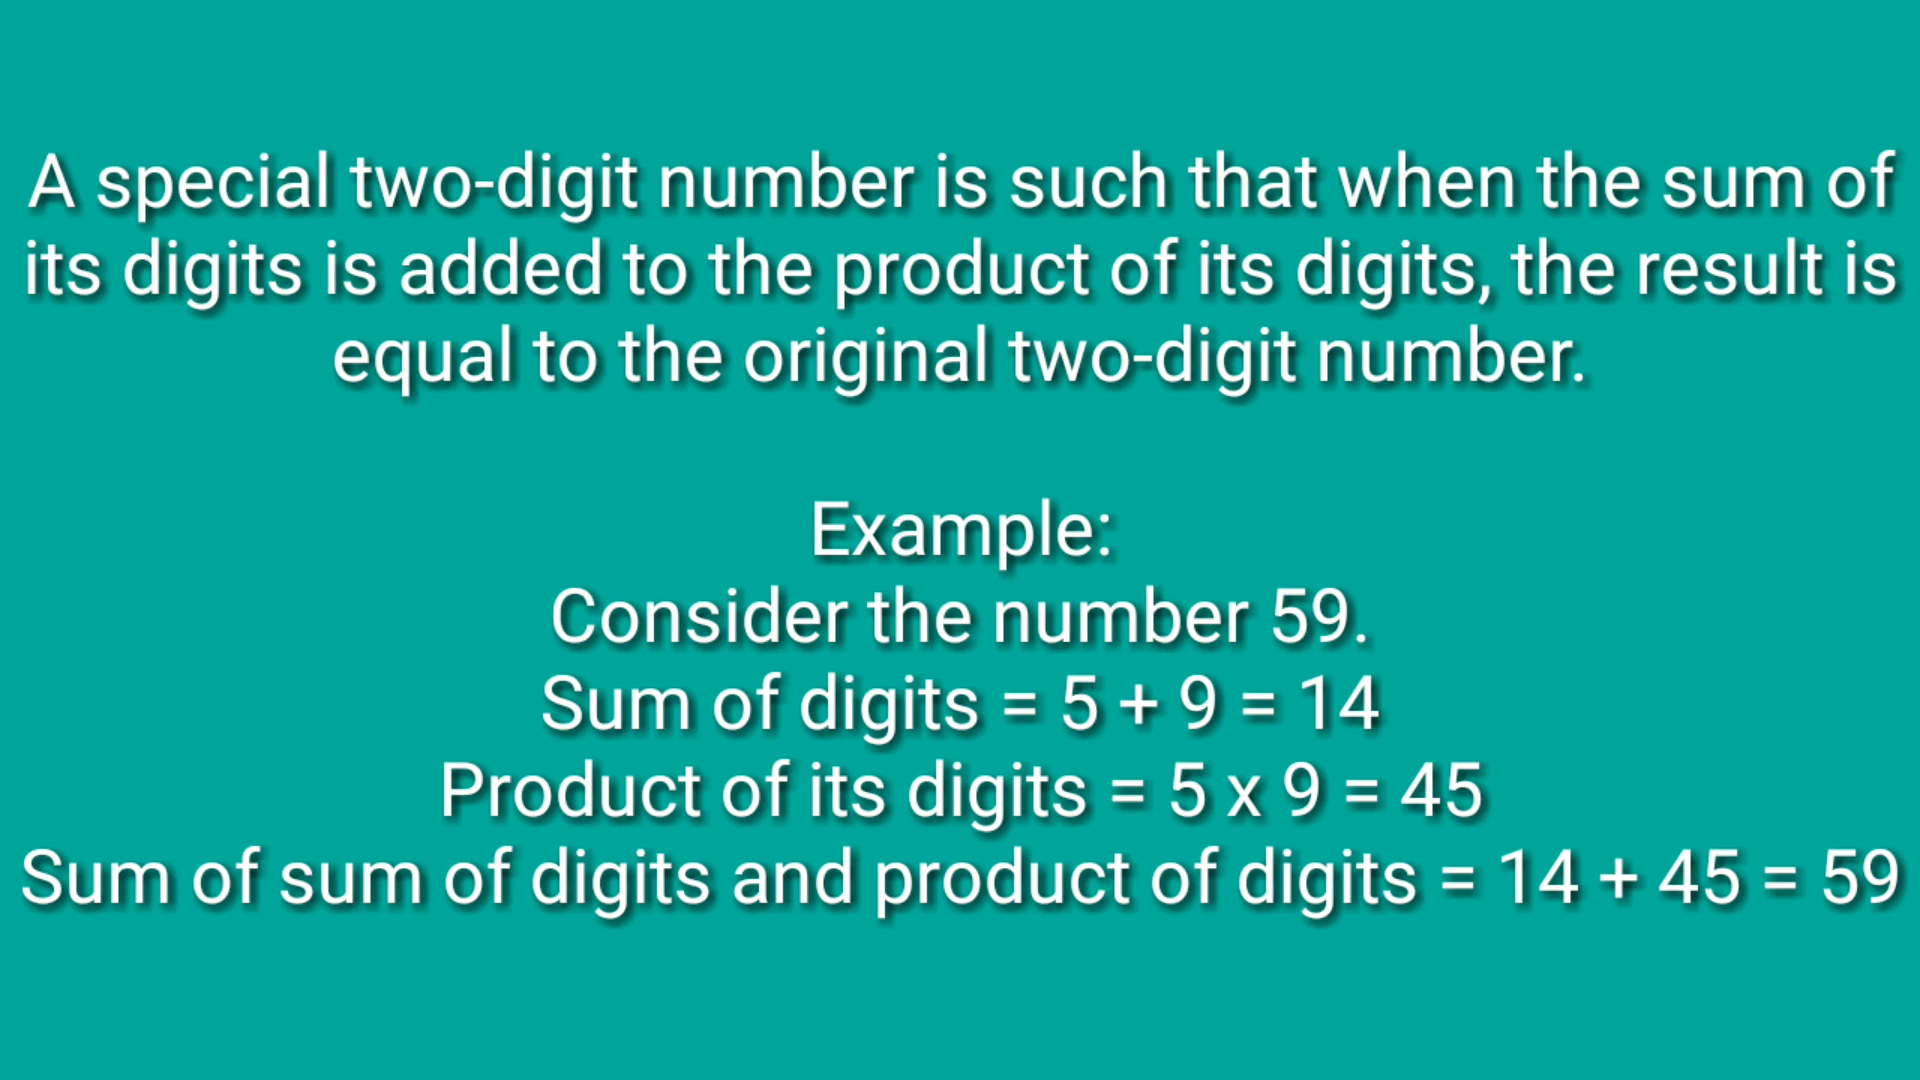 A special two-digit number is such that when the sum of
its digits is added to the product of its digits, the result is
equal to the original two-digit number.
Example:
Consider the number 59.
Sum of digits = 5 + 9 = 14
Product of its digits = 5 x 9 = 45
Sum of sum of digits and product of digits = 14 + 45 = 59